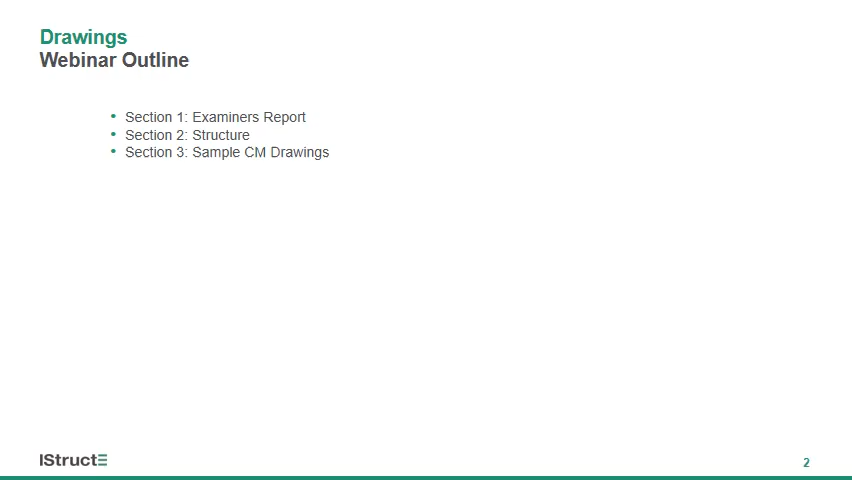 Drawings
Webinar Outline
• Section 1: Examiners Report
• Section 2: Structure
• Section 3: Sample CM Drawings
IStructE
2